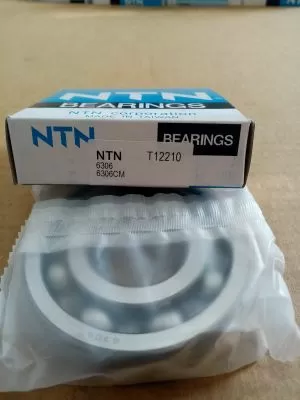 NTN
BEARINGS
NTN corporation
MADE IN TAIWAN
NTN
BEARINGS
NTN T12210
6306
6306CM